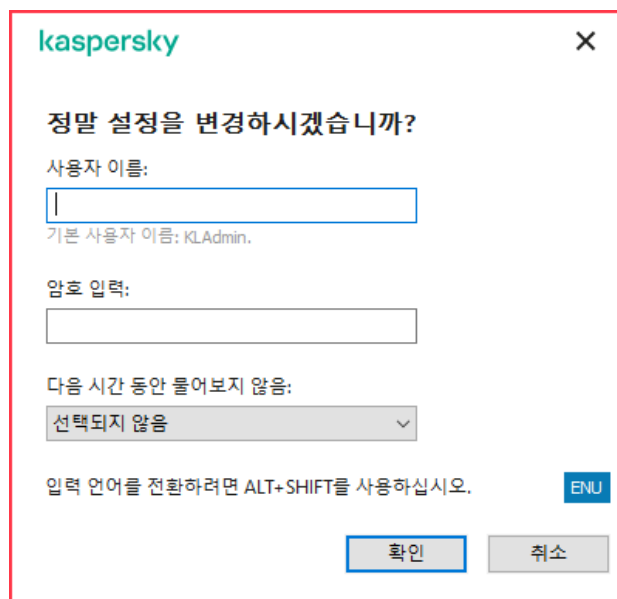 kaspersky
정말 설정을 변경하시겠습니까?
사용자 이름:
기본 사용자 이름: KLAdmin.
암호 입력:
다음 시간 동안 물어보지 않음:
선택되지 않음
입력 언어를 전환하려면 ALT+SHIFT를 사용하십시오.
ENU
확인
취소